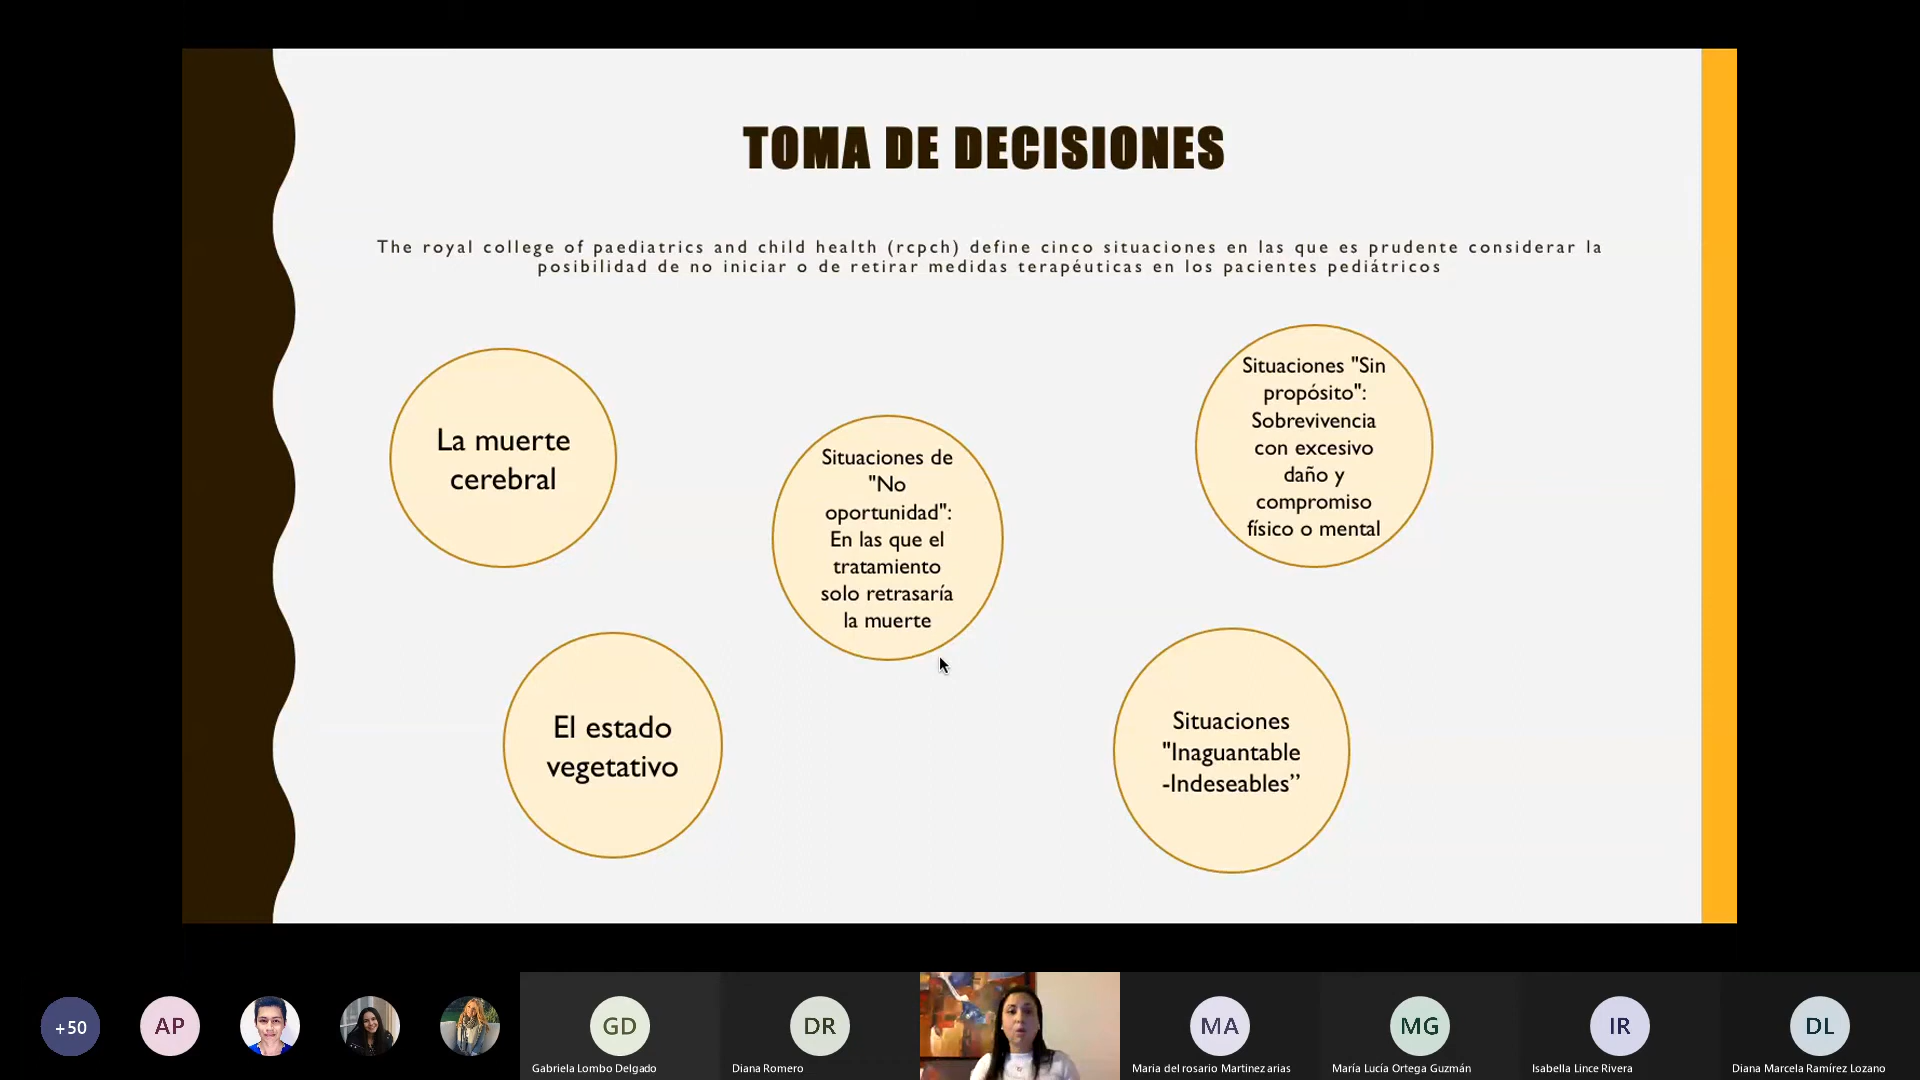 TOMA DE DECISIONES
The royal college of paediatrics and child health (rcpch) define cinco situaciones en las que es prudente considerar la
posibilidad de no iniciar o de retirar medidas terapéuticas en los pacientes pediátricos
La muerte
cerebral
Situaciones de
"No
oportunidad":
En las que el
tratamiento
solo retrasaría
la muerte
Situaciones "Sin
propósito":
Sobrevivencia
con excesivo
daño y
compromiso
físico o mental
El estado
vegetativo
Situaciones
"Inaguantable
-Indeseables”
+50
AP
GD
Gabriela Lombo Delgado
DR
Diana Romero
MA
Maria del rosario Martinez arias
MG
María Lucía Ortega Guzmán
IR
Isabella Lince Rivera
DL
Diana Marcela Ramírez Lozano